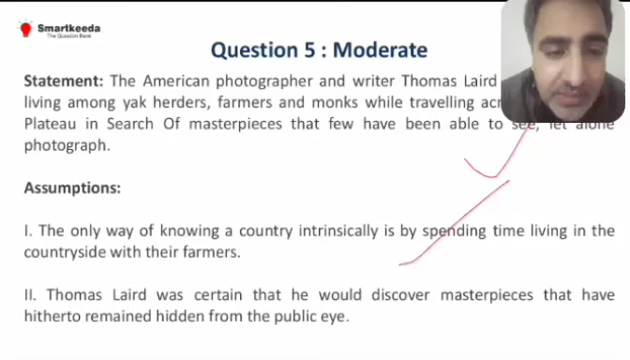 Smartkeeda
The Question Bank
Question 5 : Moderate
Statement: The American photographer and writer Thomas Laird
living among yak herders, farmers and monks while travelling
Plateau in Search Of masterpieces that few have been able to see, let alone
photograph.
Assumptions:
I. The only way of knowing a country intrinsically is by spending time living in the
countryside with their farmers.
II. Thomas Laird was certain that he would discover masterpieces that have
hitherto remained hidden from the public eye.